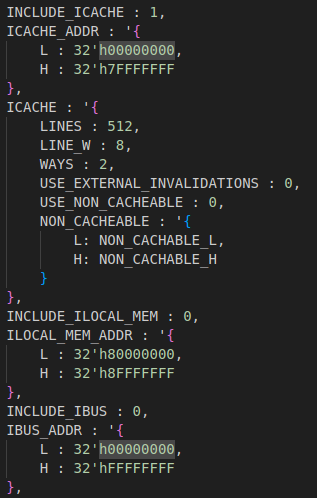 INCLUDE_ICACHE : 1,
ICACHE_ADDR : '{
L : 32'h00000000,
H : 32'h7FFFFFFF
},
ICACHE : '{
LINES : 512,
LINE_W : 8,
WAYS : 2,
USE_EXTERNAL_INVALIDATIONS : 0,
USE_NON_CACHEABLE : 0,
NON_CACHEABLE : '{
L: NON_CACHABLE_L,
H: NON_CACHABLE_H
}
},
INCLUDE_ILOCAL_MEM : 0,
ILOCAL_MEM_ADDR : '{
L : 32'h80000000,
H : 32'h8FFFFFFF
},
INCLUDE_IBUS : 0,
IBUS_ADDR : '{
L : 32'h00000000,
H : 32'hFFFFFFFF
},